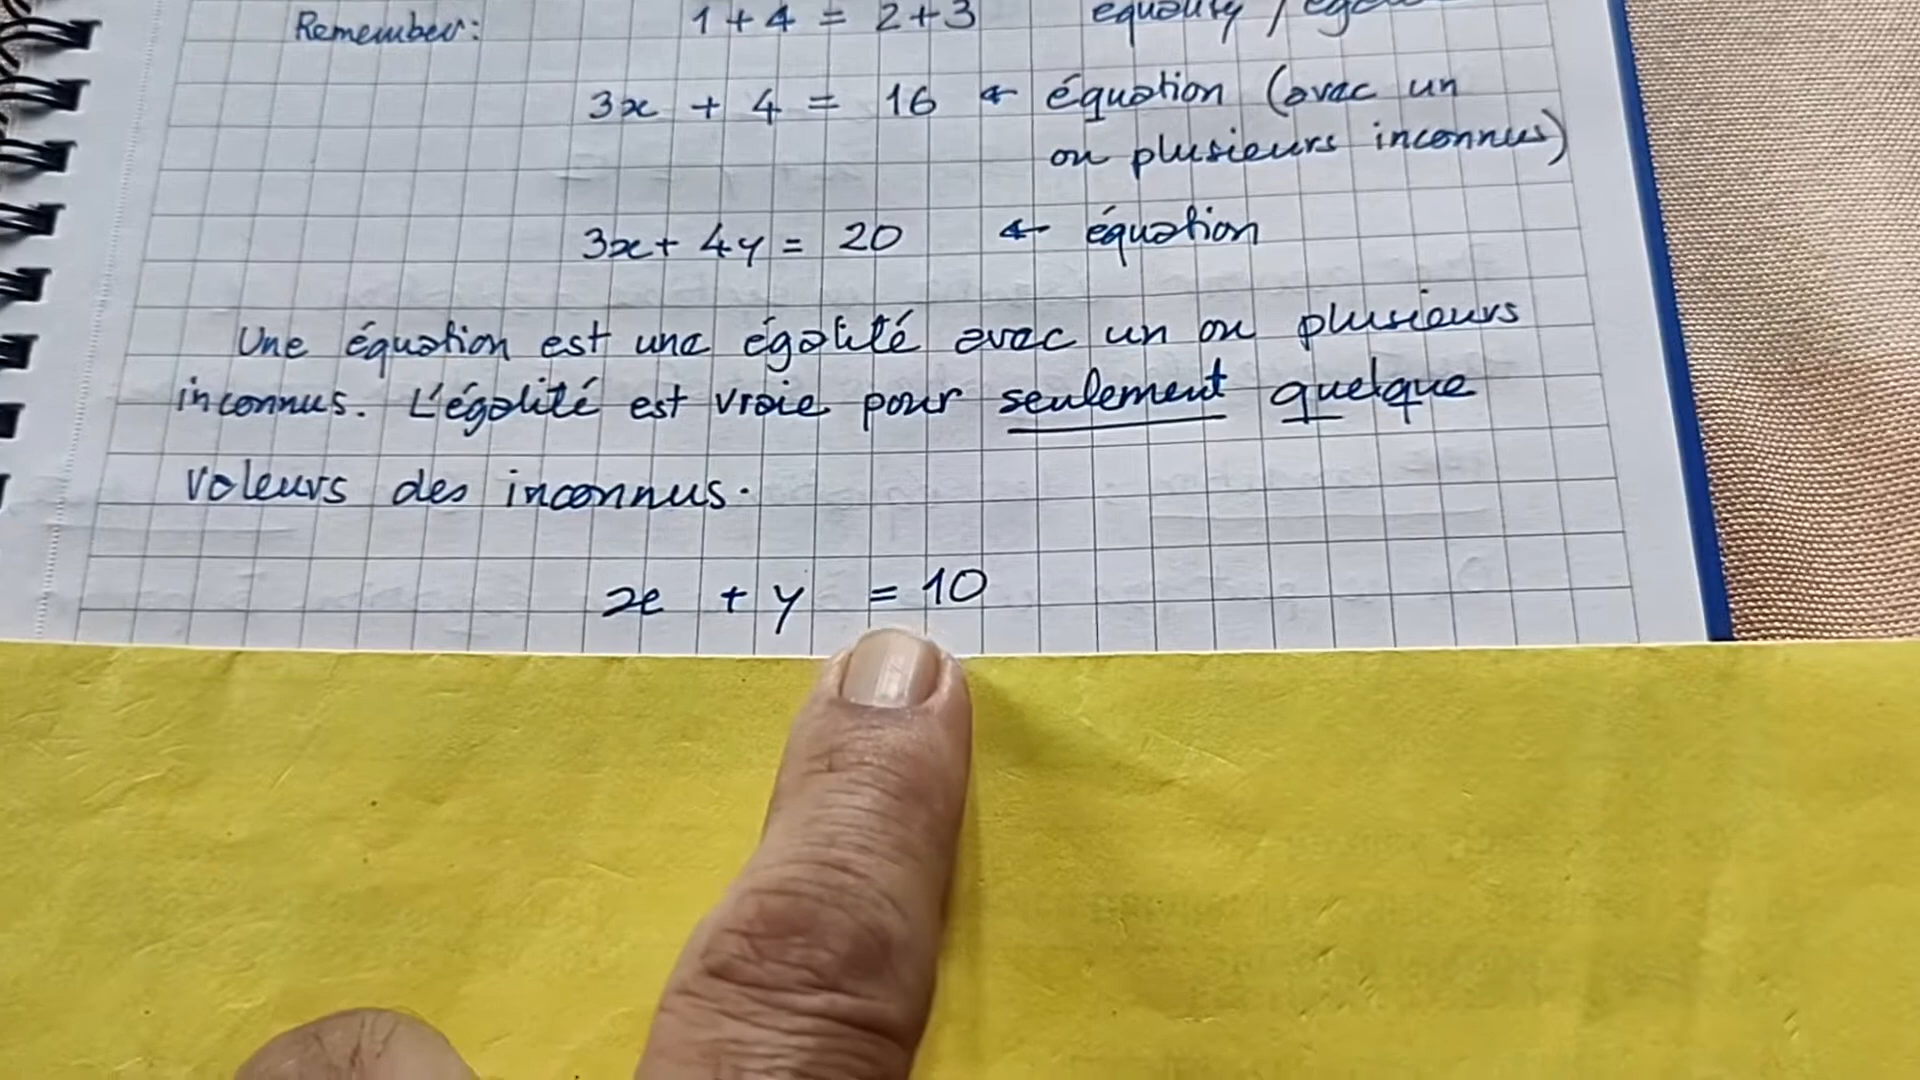 Remember: 1 + 4 = 2 + 3 equality /
3x + 4 = 16 ← équation (avec un
ou plusieurs inconnus)
3x + 4y = 20 ← équation
Une équation est une égalité avec un ou plusieurs
inconnus. L'égalité est vraie pour seulement quelque
valeurs des inconnus.
x + y = 10